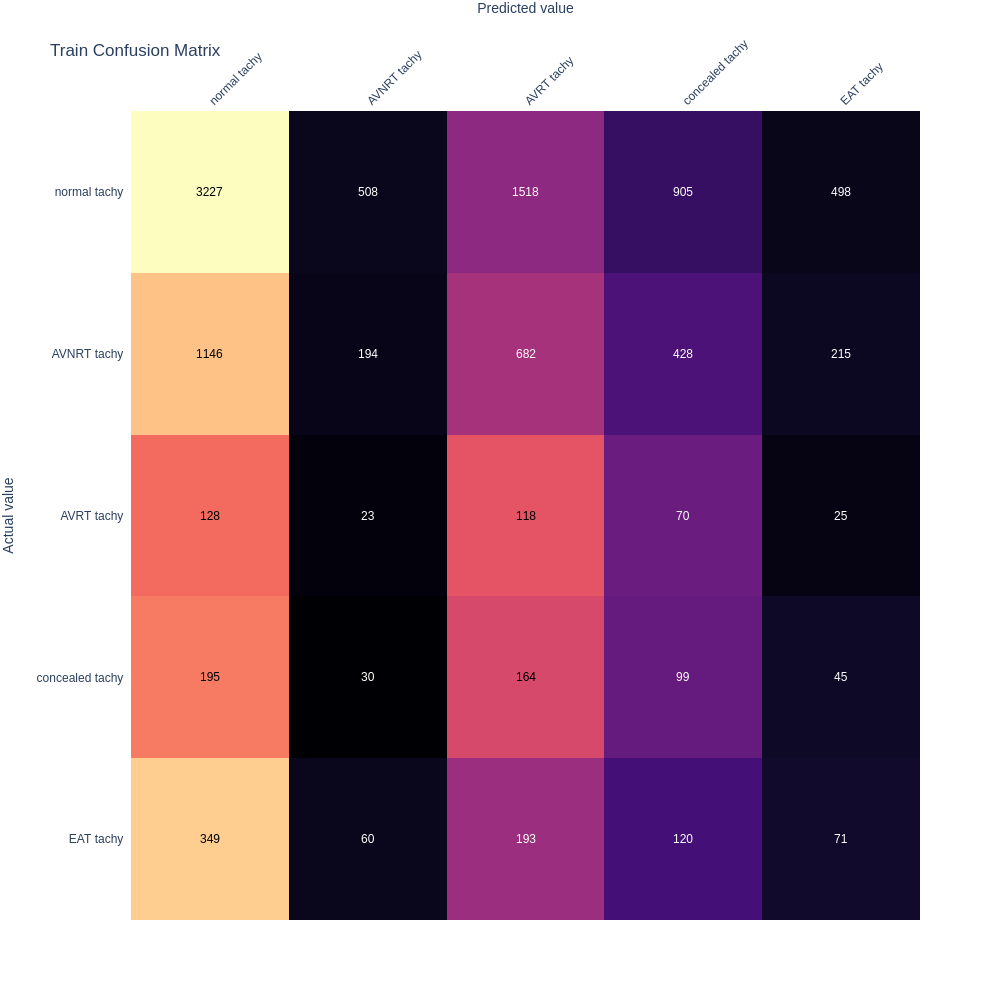 Predicted value
Train Confusion Matrix
normal tachy
AVNRT tachy
AVRT tachy
concealed tachy
EAT tachy
Actual value
normal tachy 3227 508 1518 905 498
AVNRT tachy 1146 194 682 428 215
AVRT tachy 128 23 118 70 25
concealed tachy 195 30 164 99 45
EAT tachy 349 60 193 120 71